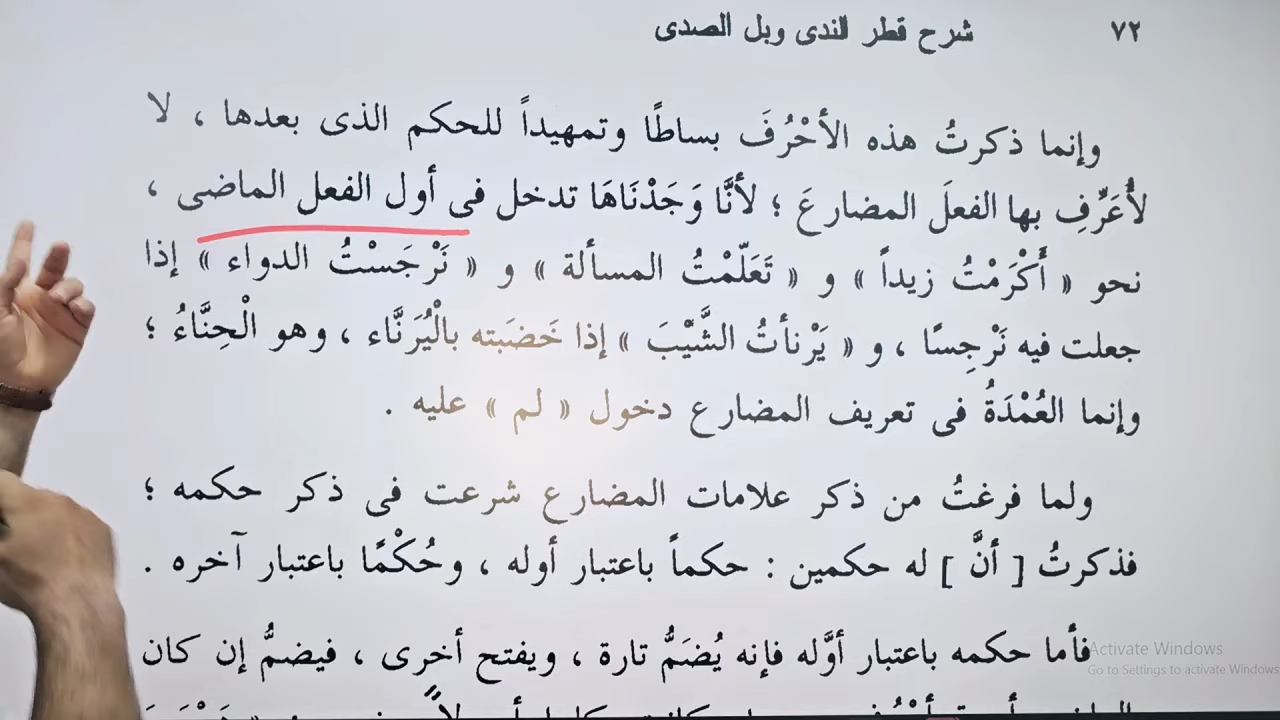 ٧٢ شرح قطر الندى وبل الصدى
وإنما ذكرتُ هذه الأحْرُفَ بساطًا وتمهيداً للحكم الذى بعدها ، لا
لأُعَرِّفِ بها الفعلَ المضارعَ ؛ لأنَّا وَجَدْنَاهَا تدخل فى أول الفعل الماضى ،
نحو « أَكْرَمْتُ زيداً » و « تَعَلّمْتُ المسألة » و « نَرْجَسْتُ الدواء » إذا
جعلت فيه نَرْجِسًا ، و « يَرْنأتُ الشَّيْبَ » إذا خَضَبته بالْيُرَنَّاء ، وهو الْحِنَّاءُ ؛
وإنما العُمْدَةُ فى تعريف المضارع دخول « لم » عليه .
ولما فرغتُ من ذكر علامات المضارع شرعت فى ذكر حكمه ؛
فذكرتُ [ أنَّ ] له حكمين : حكماً باعتبار أوله ، وحُكْمًا باعتبار آخره .
فأما حكمه باعتبار أوَّله فإنه يُضَمُّ تارة ، ويفتح أخرى ، فيضمُّ إن كان
Activate Windows
Go to Settings to activate Windows